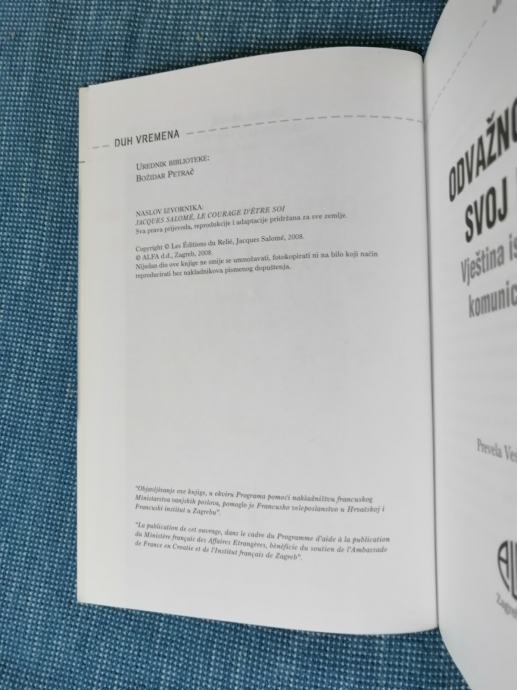 DUH VREMENA
UREDNIK BIBLIOTEKE:
BOŽIDAR PETRAČ
NASLOV IZVORNIKA:
JACQUES SALOMÉ, LE COURAGE D'ÊTRE SOI
Sva prava prijevoda, reprodukcije i adaptacije pridržana za sve zemlje.
Copyright © Les Éditions du Relié, Jacques Salomé, 2008.
© ALFA d.d., Zagreb, 2008.
Nijedan dio ove knjige ne smije se umnožavati, fotokopirati ni na bilo koji način
reproducirati bez nakladnikova pismenog dopuštenja.
"Objavljivanje ove knjige, u okviru Programa pomoći nakladništvu francuskog
Ministarstva vanjskih poslova, pomoglo je Francusko veleposlanstvo u Hrvatskoj i
Francuski institut u Zagrebu".
"La publication de cet ouvrage, dans le cadre du Programme d'aide à la publication
du Ministère français des Affaires Etrangères, bénéficie du soutien de l'Ambassade
de France en Croatie et de l'Institut français de Zagreb".
ODVAŽNO
SVOJ
Vještina is
komunic
Prevela Ves
Zagre